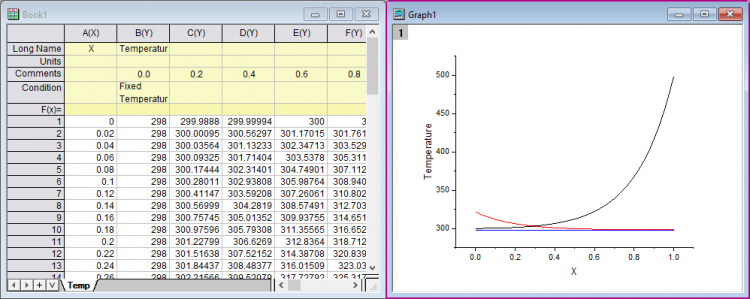 Book1
A(X) B(Y) C(Y) D(Y) E(Y) F(Y)
Long Name X Temperatur
Units
Comments 0.0 0.2 0.4 0.6 0.8
Condition Fixed
Temperatur
F(x)=
1 0 298 299.9888 299.99994 300 3
2 0.02 298 300.00095 300.56297 301.17015 301.761
3 0.04 298 300.03564 301.13233 302.34713 303.529
4 0.06 298 300.09325 301.71404 303.5378 305.311
5 0.08 298 300.17444 302.31401 304.74901 307.112
6 0.1 298 300.28011 302.93808 305.98764 308.940
7 0.12 298 300.41147 303.59208 307.26061 310.802
8 0.14 298 300.56999 304.2819 308.57491 312.703
9 0.16 298 300.75745 305.01352 309.93755 314.651
10 0.18 298 300.97596 305.79308 311.35565 316.652
11 0.2 298 301.22799 306.6269 312.8364 318.712
12 0.22 298 301.51638 307.52152 314.38708 320.839
13 0.24 298 301.84437 308.48377 316.01509 323.03
14 0.26 298 302.21566 309.52079 317.72792 325.317
Temp
Graph1
1
500
450
400
350
300
Temperature
0.0 0.2 0.4 0.6 0.8 1.0
X